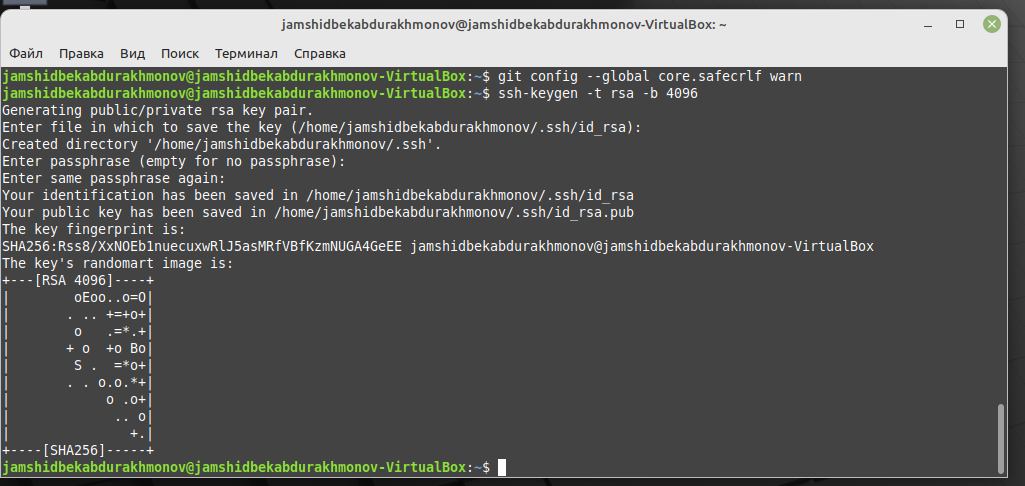 jamshidbekabdurakhmonov@jamshidbekabdurakhmonov-VirtualBox: ~
Файл Правка Вид Поиск Терминал Справка
jamshidbekabdurakhmonov@jamshidbekabdurakhmonov-VirtualBox:~$ git config --global core.safecrlf warn
jamshidbekabdurakhmonov@jamshidbekabdurakhmonov-VirtualBox:~$ ssh-keygen -t rsa -b 4096
Generating public/private rsa key pair.
Enter file in which to save the key (/home/jamshidbekabdurakhmonov/.ssh/id_rsa):
Created directory '/home/jamshidbekabdurakhmonov/.ssh'.
Enter passphrase (empty for no passphrase):
Enter same passphrase again:
Your identification has been saved in /home/jamshidbekabdurakhmonov/.ssh/id_rsa
Your public key has been saved in /home/jamshidbekabdurakhmonov/.ssh/id_rsa.pub
The key fingerprint is:
SHA256:Rss8/XxNOEb1nuecuxwRlJ5asMRfVBfKzmNUGA4GeEE jamshidbekabdurakhmonov@jamshidbekabdurakhmonov-VirtualBox
The key's randomart image is:
+---[RSA 4096]----+
|        oEoo..o=O|
|       . .. +=+o+|
|        o   .=*.+|
|       + o  +o Bo|
|        S .  =*o+|
|       . . o.o.*+|
|            o .o+|
|             .. o|
|               +.|
+----[SHA256]-----+
jamshidbekabdurakhmonov@jamshidbekabdurakhmonov-VirtualBox:~$